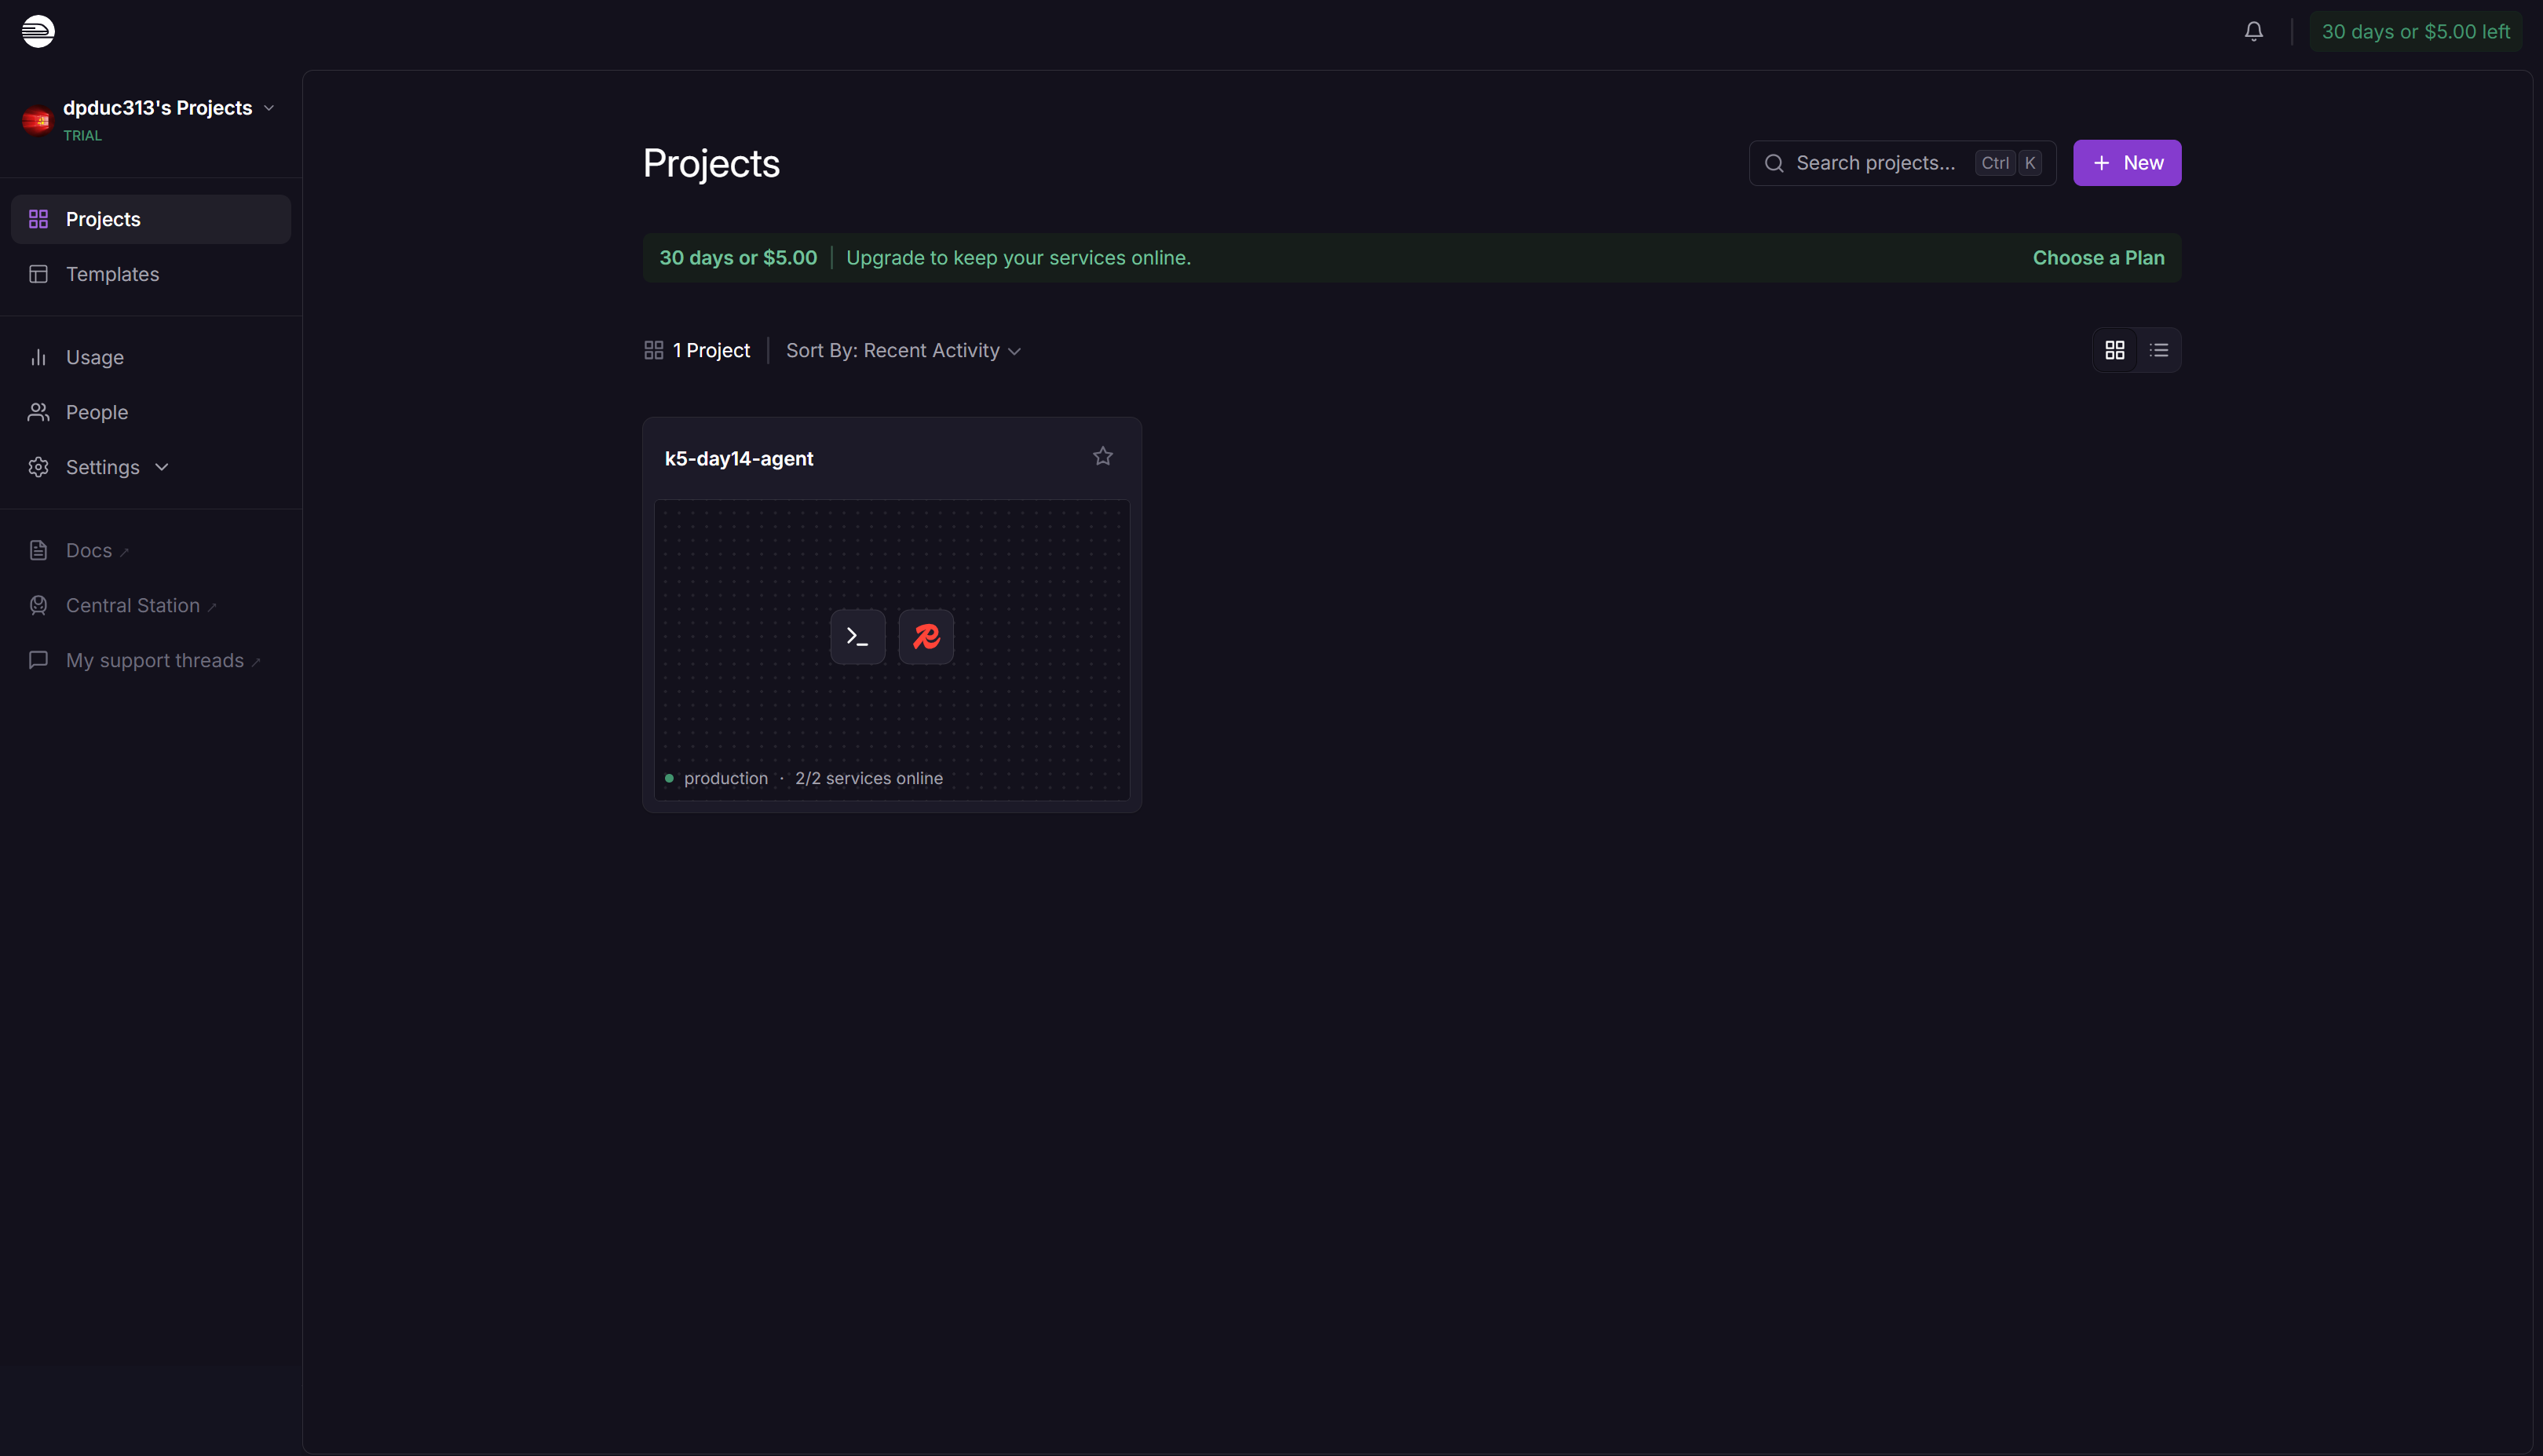 30 days or $5.00 left
dpduc313's Projects
TRIAL
Projects
Templates
Usage
People
Settings
Docs
Central Station
My support threads
Projects
Search projects... Ctrl K
New
30 days or $5.00
Upgrade to keep your services online.
Choose a Plan
1 Project
Sort By: Recent Activity
k5-day14-agent
production · 2/2 services online